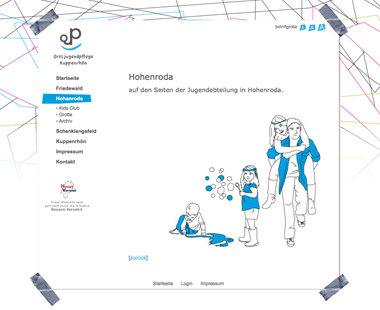 Schriftgröße: A A A
Ortsjugendpflege
Kuppenrhön
Startseite
Friedewald
Hohenroda
› Kids Club
› Grotte
› Archiv
Schenklengsfeld
Kuppenrhön
Impressum
Kontakt
Hohenroda
auf den Seiten der Jugendabteilung in Hohenroda.
Diese Webseite wird
gefördert durch die Initiative
Hessen Vernetzt
[zurück]
Startseite Login Impressum